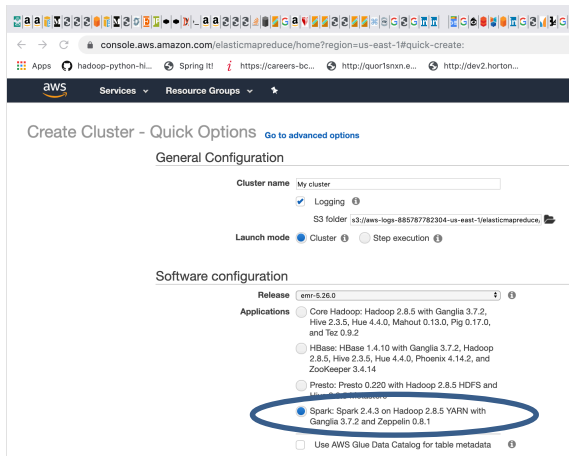 console.aws.amazon.com/elasticmapreduce/home?region=us-east-1#quick-create:
Apps hadoop-python-hi... Spring It! https://careers-bc... http://quor1snxn.e... http://dev2.horton...
aws Services Resource Groups
Create Cluster - Quick Options Go to advanced options
General Configuration
Cluster name My cluster
Logging
S3 folder s3://aws-logs-885787782304-us-east-1/elasticmapreduce/
Launch mode Cluster Step execution
Software configuration
Release emr-5.26.0
Applications Core Hadoop: Hadoop 2.8.5 with Ganglia 3.7.2,
Hive 2.3.5, Hue 4.4.0, Mahout 0.13.0, Pig 0.17.0,
and Tez 0.9.2
HBase: HBase 1.4.10 with Ganglia 3.7.2, Hadoop
2.8.5, Hive 2.3.5, Hue 4.4.0, Phoenix 4.14.2, and
ZooKeeper 3.4.14
Presto: Presto 0.220 with Hadoop 2.8.5 HDFS and
Metastore
Spark: Spark 2.4.3 on Hadoop 2.8.5 YARN with
Ganglia 3.7.2 and Zeppelin 0.8.1
Use AWS Glue Data Catalog for table metadata